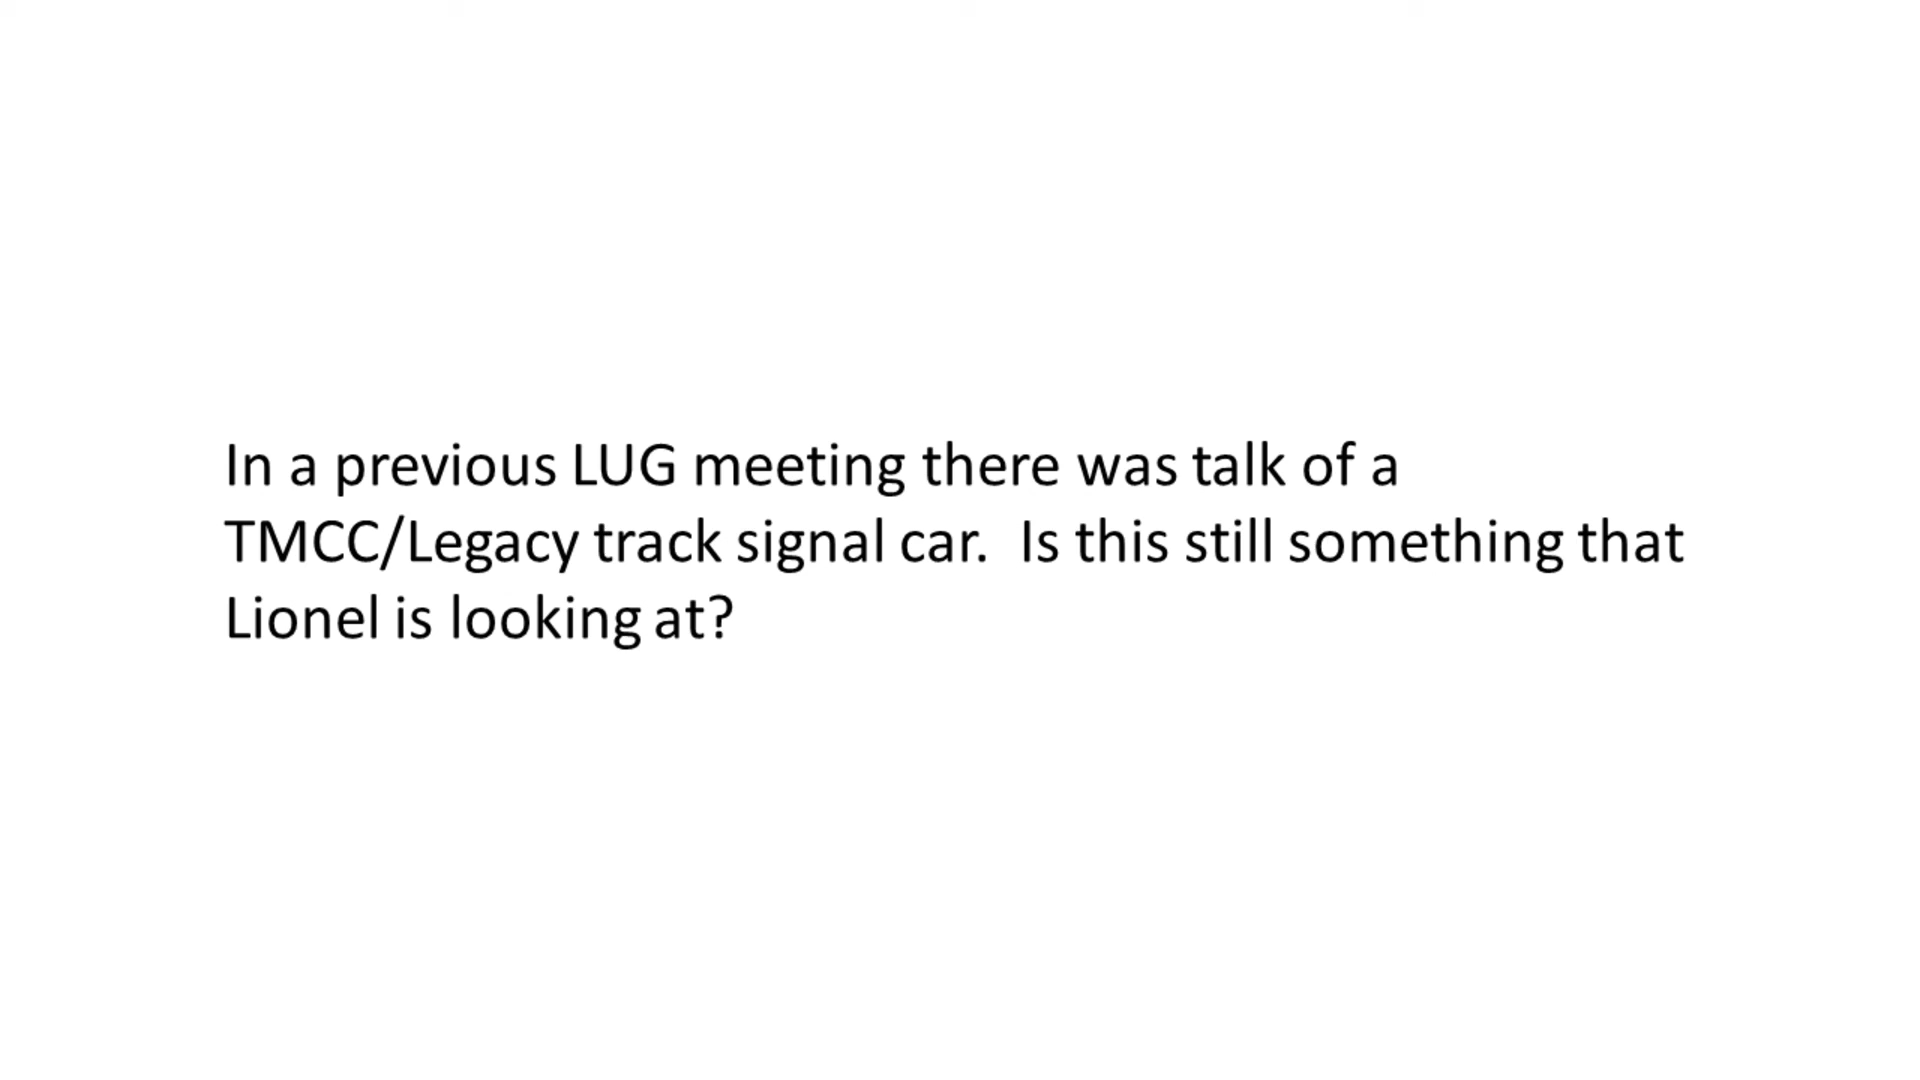 In a previous LUG meeting there was talk of a
TMCC/Legacy track signal car.  Is this still something that
Lionel is looking at?